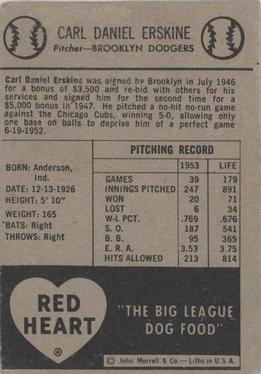 CARL DANIEL ERSKINE
Pitcher—BROOKLYN DODGERS
Carl Daniel Erskine was signed by Brooklyn in July 1946
for a bonus of $3,500 and re-bid with others for his
services and signed him for the second time for a
$5,000 bonus in 1947. He pitched a no-hit no-run game
against the Chicago Cubs, winning 5-0, allowing only
one base on balls to deprive him of a perfect game
6-19-1952.
BORN: Anderson,
Ind.
DATE: 12-13-1926
HEIGHT: 5' 10"
WEIGHT: 165
BATS: Right
THROWS: Right
PITCHING RECORD
1953 LIFE
GAMES 39 179
INNINGS PITCHED 247 891
WON 20 71
LOST 6 34
W-L PCT. .769 .676
S. O. 187 541
B. B. 95 365
E. R. A. 3.53 3.75
HITS ALLOWED 213 814
RED
HEART
®
"THE BIG LEAGUE
DOG FOOD"
© John Morrell & Co.—Litho in U.S.A.